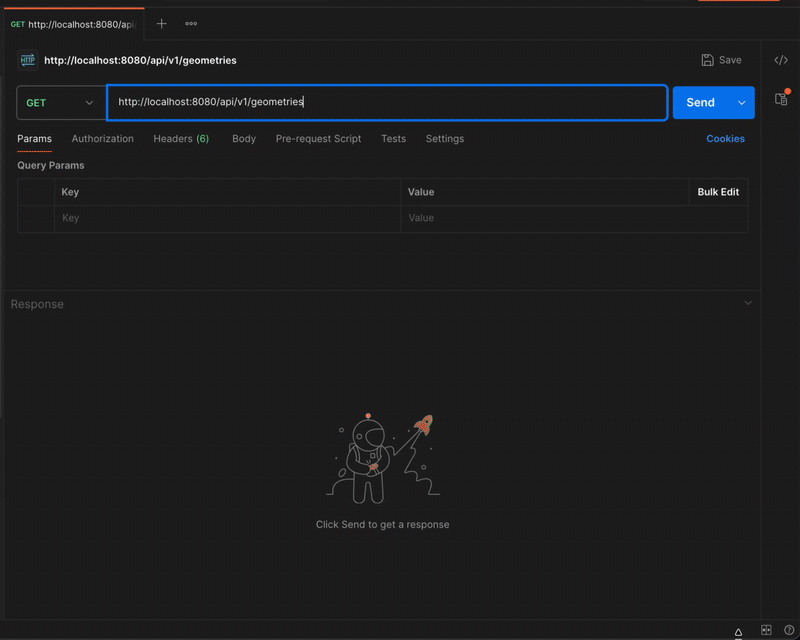 GET http://localhost:8080/api/
HTTP http://localhost:8080/api/v1/geometries Save
GET http://localhost:8080/api/v1/geometries Send
Params Authorization Headers (6) Body Pre-request Script Tests Settings Cookies
Query Params
Key Value Bulk Edit
Key Value
Response
Click Send to get a response